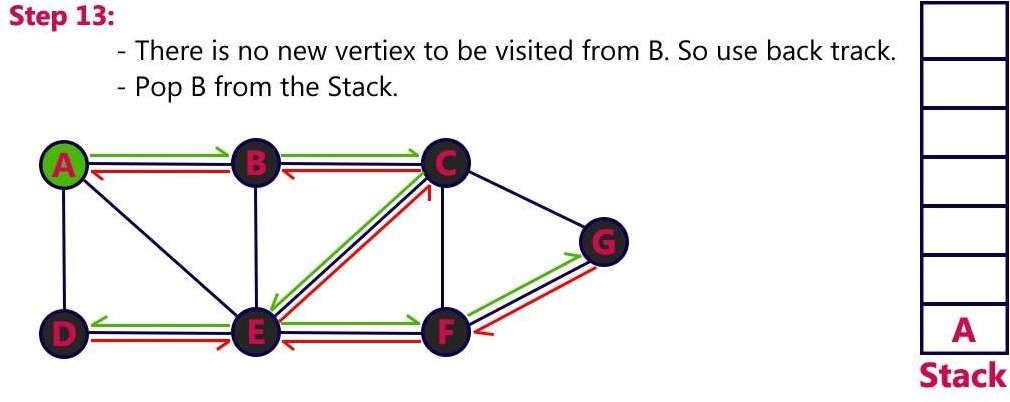 Step 13:
- There is no new vertiex to be visited from B. So use back track.
- Pop B from the Stack.
A
B
C
G
D
E
F
A
Stack